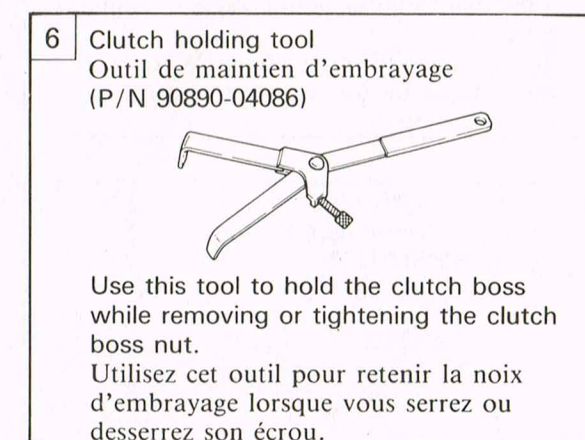 6
Clutch holding tool
Outil de maintien d'embrayage
(P/N 90890-04086)
Use this tool to hold the clutch boss
while removing or tightening the clutch
boss nut.
Utilisez cet outil pour retenir la noix
d'embrayage lorsque vous serrez ou
desserrez son écrou.